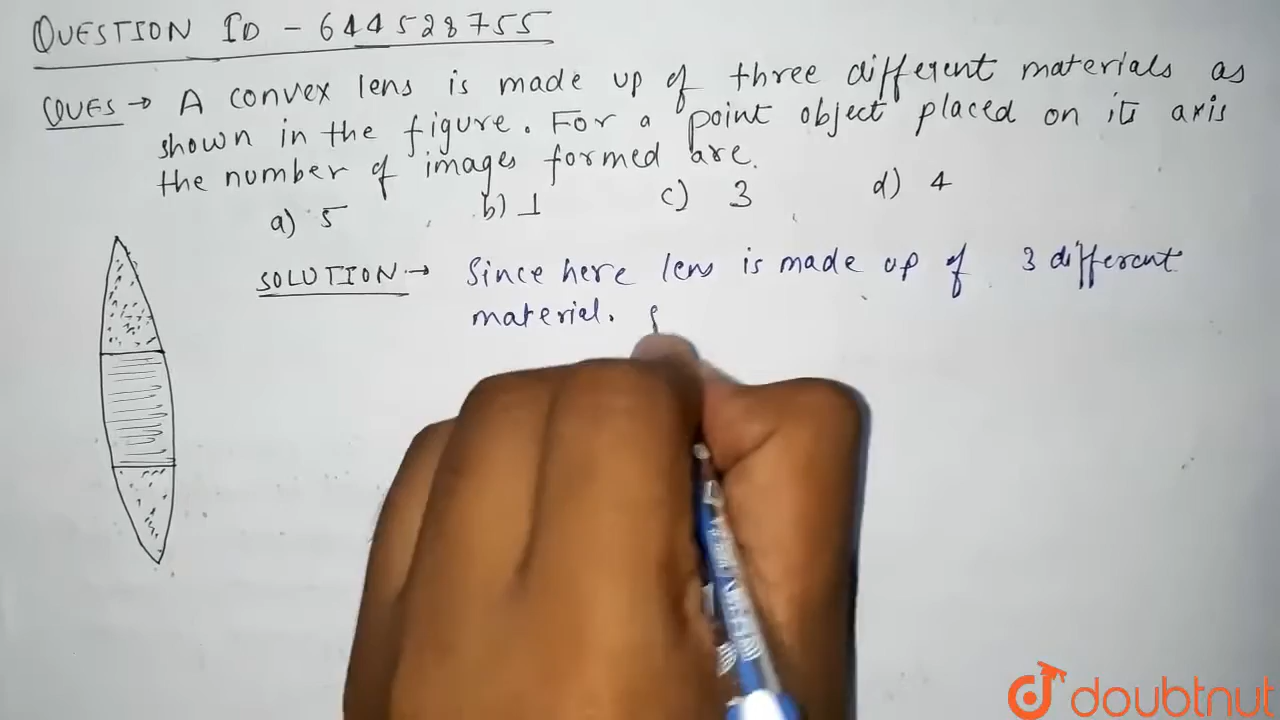 QUESTION ID - 644528755
QUES → A convex lens is made up of three different materials as
shown in the figure. For a point object placed on its axis
the number of images formed are.
a) 5 b) 1 c) 3 d) 4
SOLUTION → Since here lens is made up of 3 different
material.
doubtnut